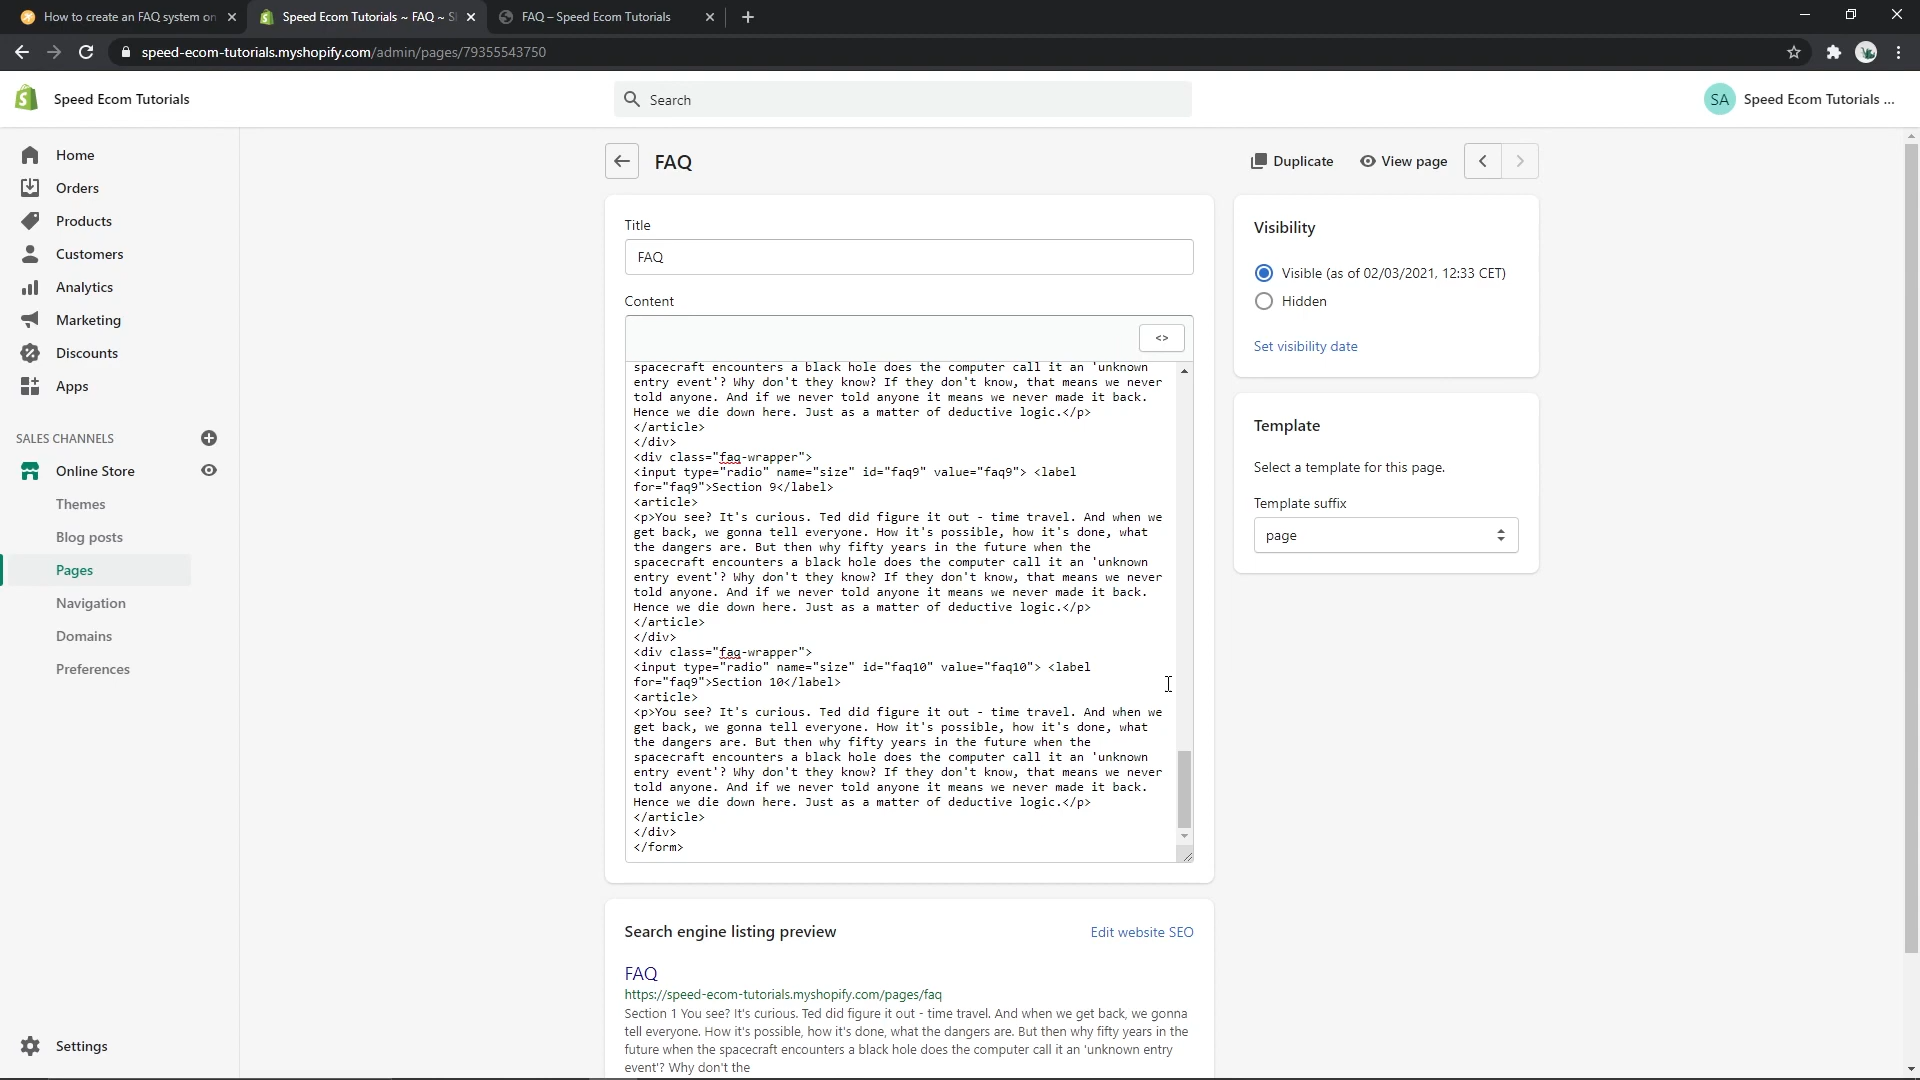 How to create an FAQ system on
Speed Ecom Tutorials ~ FAQ ~ S
FAQ – Speed Ecom Tutorials
speed-ecom-tutorials.myshopify.com/admin/pages/79355543750
Speed Ecom Tutorials
Search
SA
Speed Ecom Tutorials ...
Home
Orders
Products
Customers
Analytics
Marketing
Discounts
Apps
SALES CHANNELS
Online Store
Themes
Blog posts
Pages
Navigation
Domains
Preferences
Settings
FAQ
Duplicate
View page
Title
FAQ
Content
<>
spacecraft encounters a black hole does the computer call it an 'unknown
entry event'? Why don't they know? If they don't know, that means we never
told anyone. And if we never told anyone it means we never made it back.
Hence we die down here. Just as a matter of deductive logic.</p>
</article>
</div>
<div class="faq-wrapper">
<input type="radio" name="size" id="faq9" value="faq9"> <label
for="faq9">Section 9</label>
<article>
<p>You see? It's curious. Ted did figure it out - time travel. And when we
get back, we gonna tell everyone. How it's possible, how it's done, what
the dangers are. But then why fifty years in the future when the
spacecraft encounters a black hole does the computer call it an 'unknown
entry event'? Why don't they know? If they don't know, that means we never
told anyone. And if we never told anyone it means we never made it back.
Hence we die down here. Just as a matter of deductive logic.</p>
</article>
</div>
<div class="faq-wrapper">
<input type="radio" name="size" id="faq10" value="faq10"> <label
for="faq9">Section 10</label>
<article>
<p>You see? It's curious. Ted did figure it out - time travel. And when we
get back, we gonna tell everyone. How it's possible, how it's done, what
the dangers are. But then why fifty years in the future when the
spacecraft encounters a black hole does the computer call it an 'unknown
entry event'? Why don't they know? If they don't know, that means we never
told anyone. And if we never told anyone it means we never made it back.
Hence we die down here. Just as a matter of deductive logic.</p>
</article>
</div>
</form>
Search engine listing preview
Edit website SEO
FAQ
https://speed-ecom-tutorials.myshopify.com/pages/faq
Section 1 You see? It's curious. Ted did figure it out - time travel. And when we get back, we gonna
tell everyone. How it's possible, how it's done, what the dangers are. But then why fifty years in the
future when the spacecraft encounters a black hole does the computer call it an 'unknown entry
event'? Why don't the
Visibility
Visible (as of 02/03/2021, 12:33 CET)
Hidden
Set visibility date
Template
Select a template for this page.
Template suffix
page